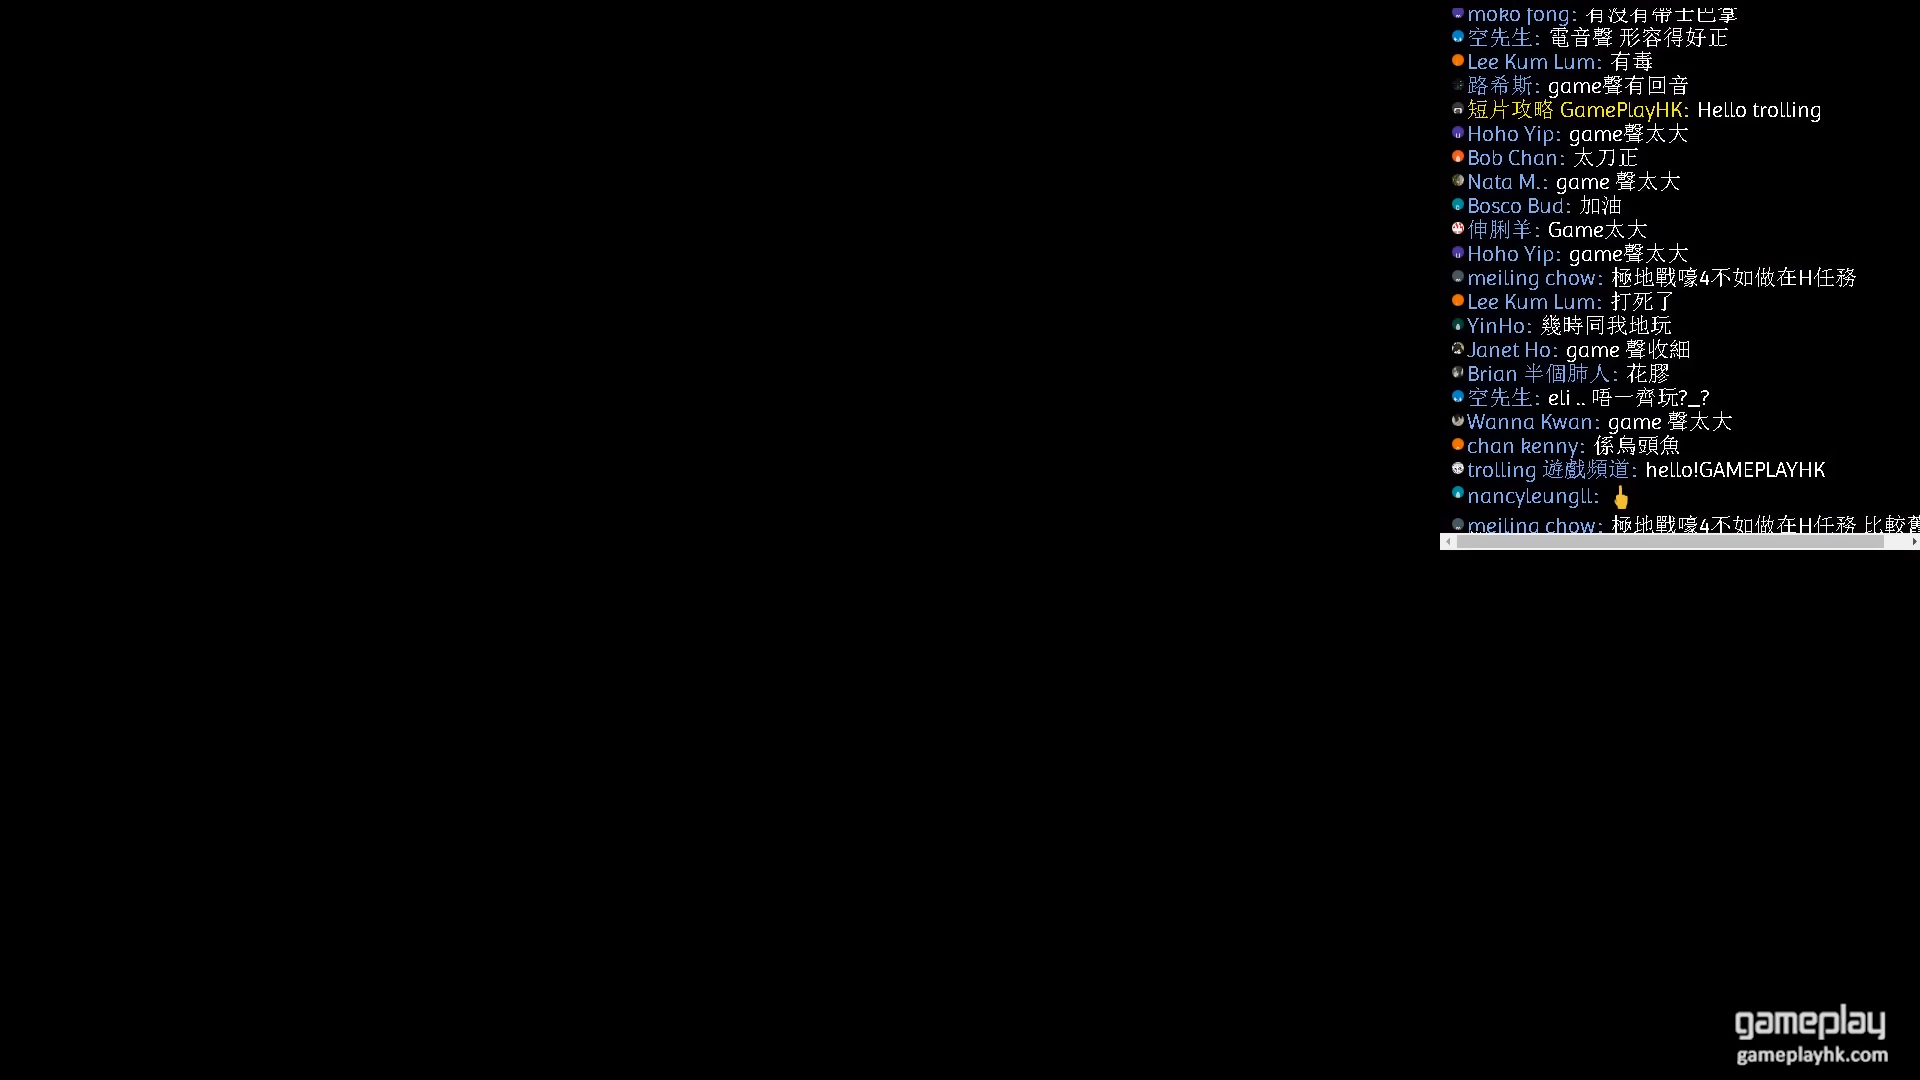 moko fong: 有沒有帶士巴拿
空先生: 電音聲 形容得好正
Lee Kum Lum: 有毒
路希斯: game聲有回音
短片攻略 GamePlayHK: Hello trolling
Hoho Yip: game聲太大
Bob Chan: 太刀正
Nata M.: game 聲太大
Bosco Bud: 加油
伸脷羊: Game太大
Hoho Yip: game聲太大
meiling chow: 極地戰嚎4不如做在H任務
Lee Kum Lum: 打死了
YinHo: 幾時同我地玩
Janet Ho: game 聲收細
Brian 半個肺人: 花膠
空先生: eli .. 唔一齊玩?_?
Wanna Kwan: game 聲太大
chan kenny: 係烏頭魚
trolling 遊戲頻道: hello!GAMEPLAYHK
nancyleungll: 🖕
meiling chow: 極地戰嚎4不如做在H任務 比較
gameplay
gameplayhk.com